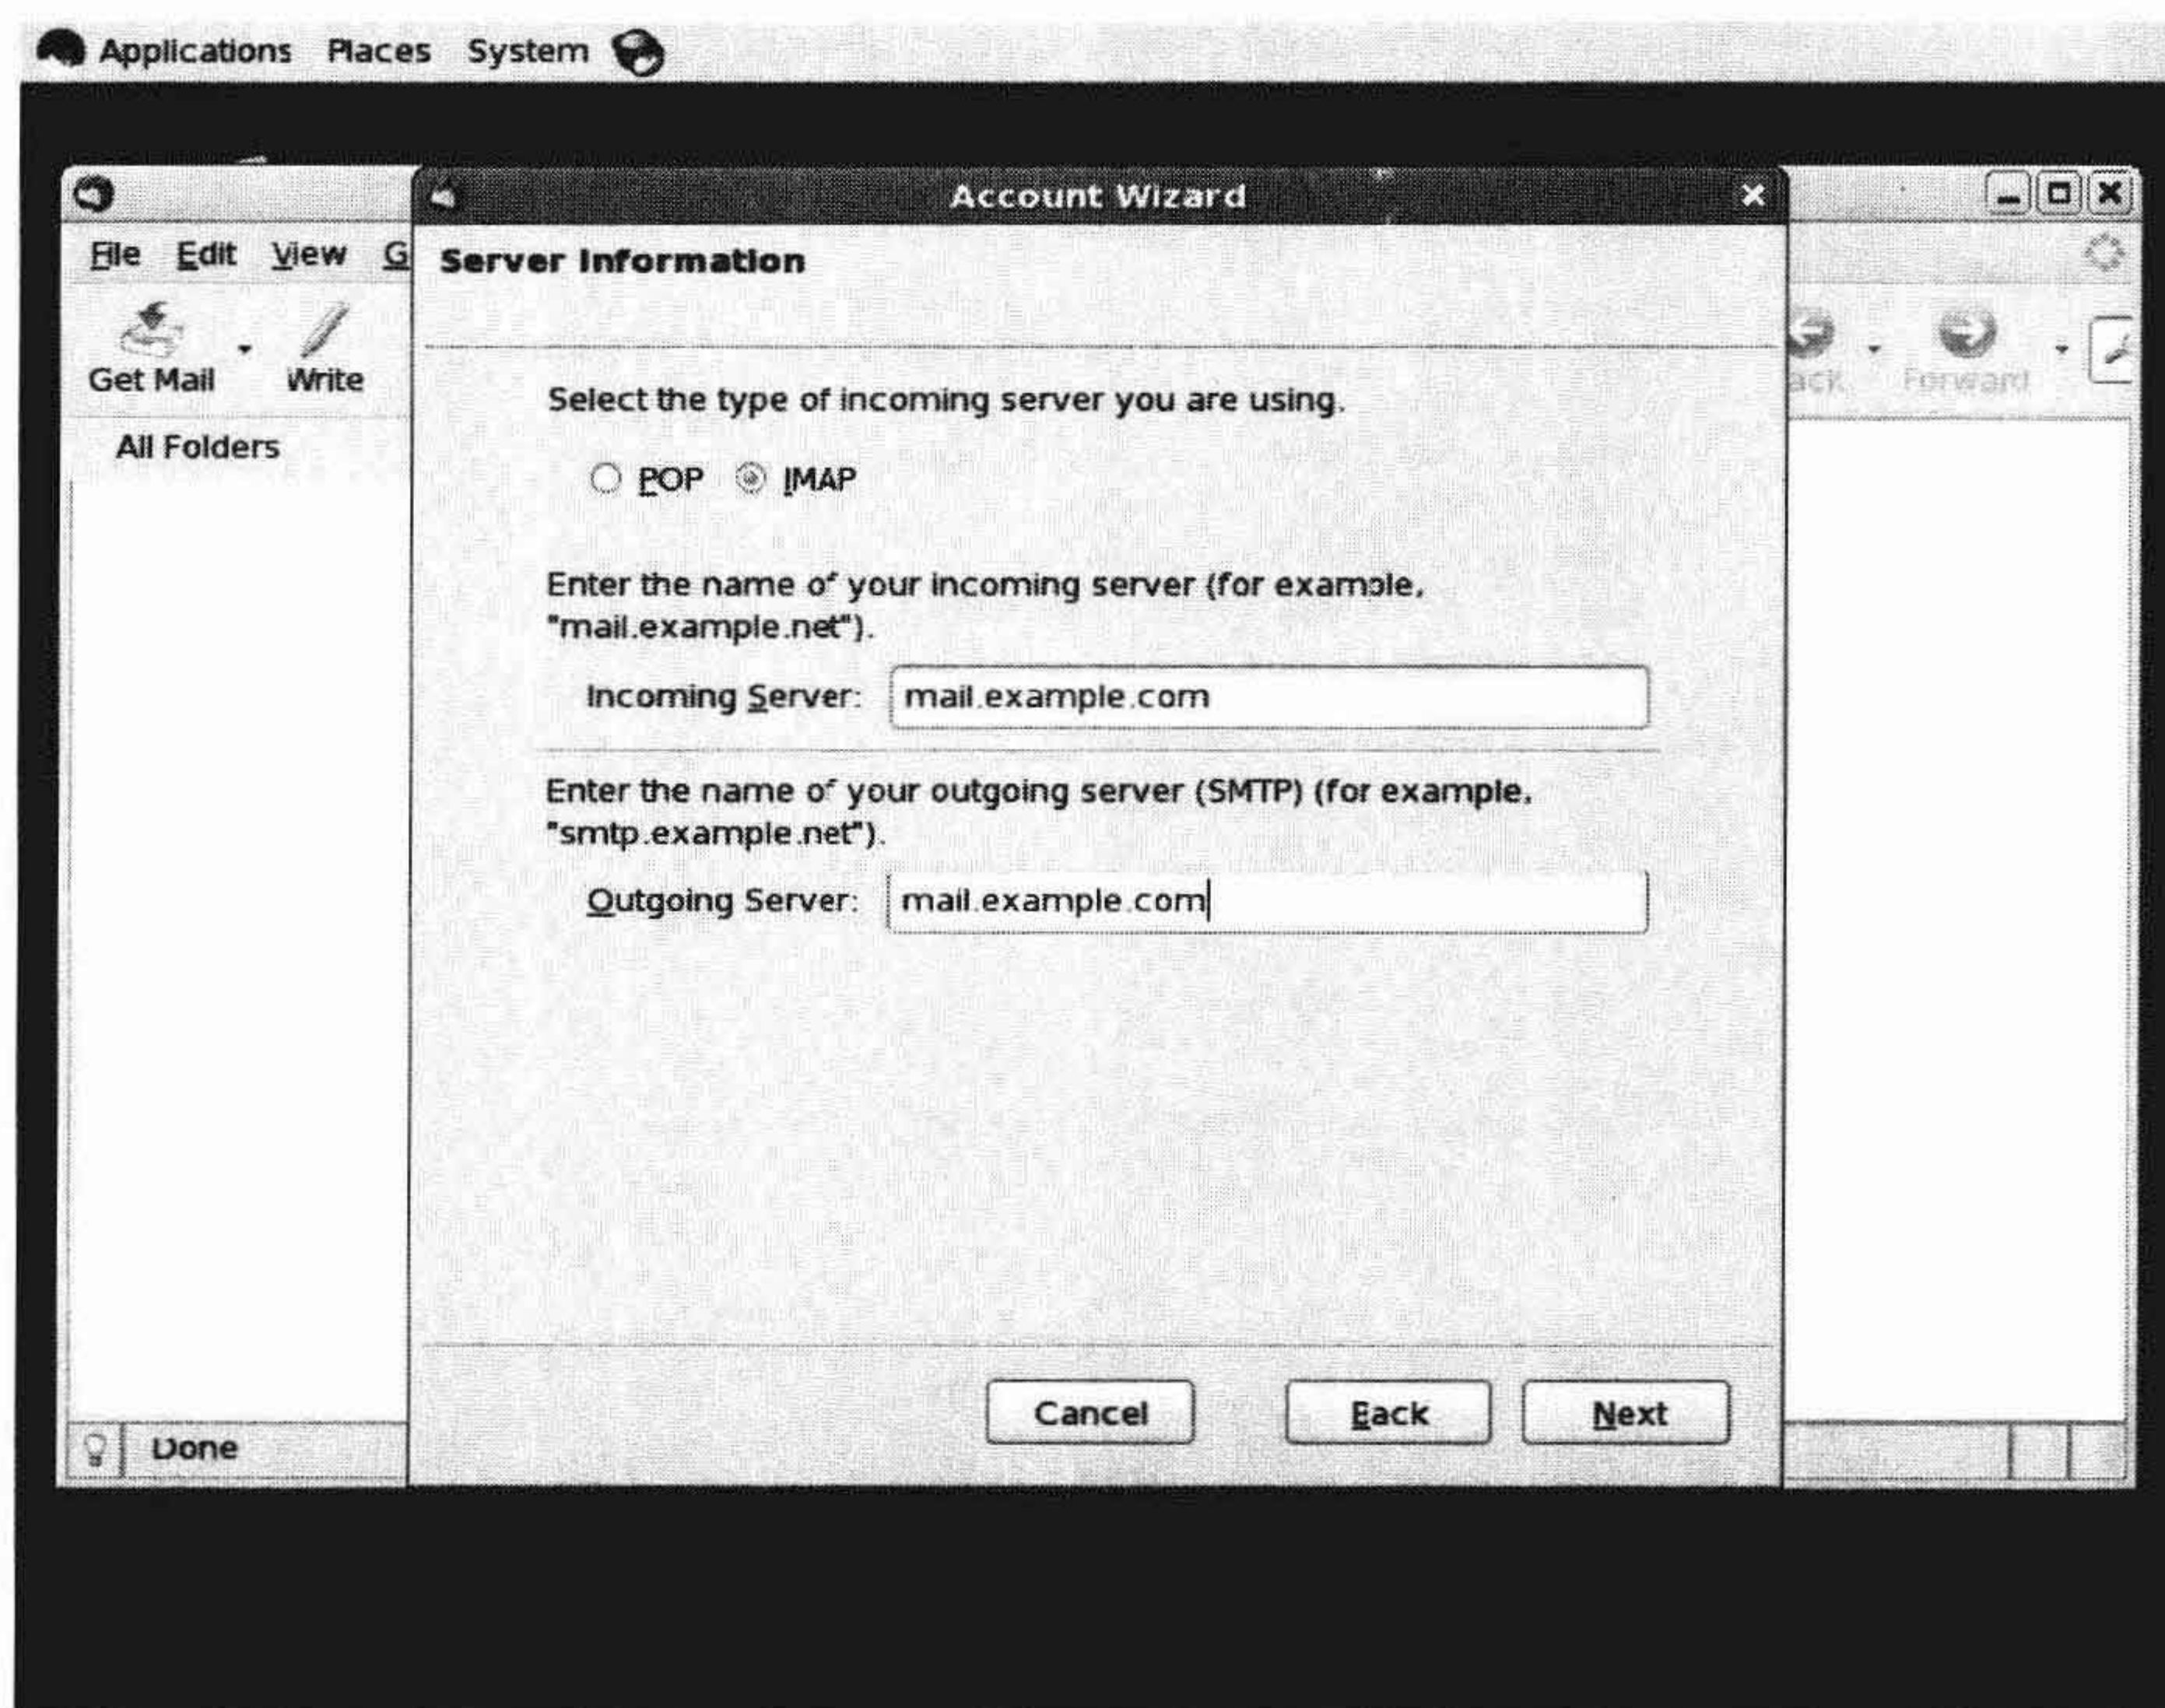 Applications Places System
Account Wizard
File Edit View G
Server Information
Get Mail Write
Forward
Select the type of incoming server you are using.
All Folders
POP IMAP
Enter the name of your incoming server (for example,
"mail.example.net").
Incoming Server: mail.example.com
Enter the name of your outgoing server (SMTP) (for example,
"smtp.example.net").
Outgoing Server: mail.example.com
Cancel Back Next
Done